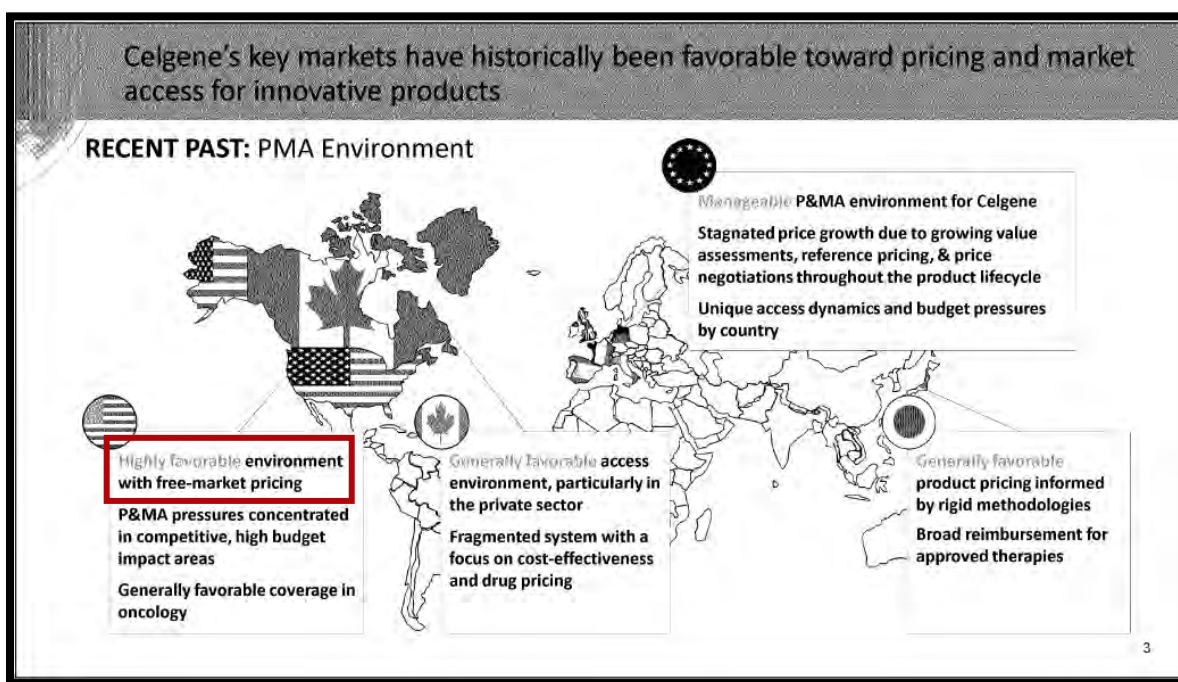 Celgene's key markets have historically been favorable toward pricing and market
access for innovative products
RECENT PAST: PMA Environment
Manageable P&MA environment for Celgene
Stagnated price growth due to growing value
assessments, reference pricing, & price
negotiations throughout the product lifecycle
Unique access dynamics and budget pressures
by country
Highly favorable environment
with free-market pricing
P&MA pressures concentrated
in competitive, high budget
impact areas
Generally favorable coverage in
oncology
Generally favorable access
environment, particularly in
the private sector
Fragmented system with a
focus on cost-effectiveness
and drug pricing
Generally favorable
product pricing informed
by rigid methodologies
Broad reimbursement for
approved therapies
3